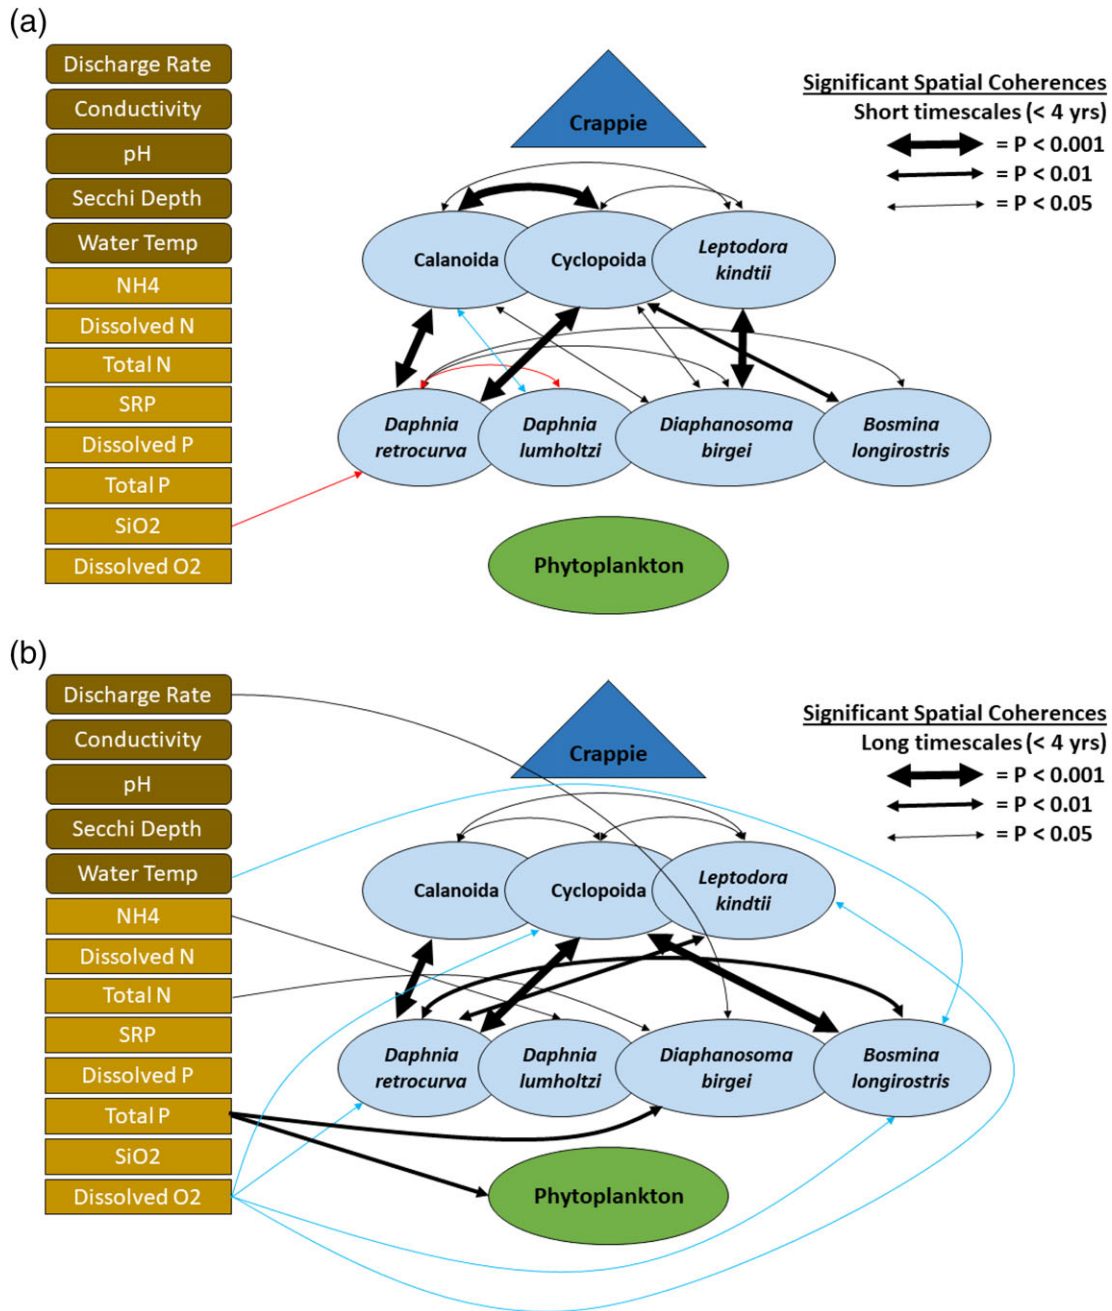 (a)
Discharge Rate
Conductivity
pH
Secchi Depth
Water Temp
NH4
Dissolved N
Total N
SRP
Dissolved P
Total P
SiO2
Dissolved O2
Crappie
Calanoida
Cyclopoida
Leptodora
kindtii
Daphnia
retrocurva
Daphnia
lumholtzi
Diaphanosoma
birgei
Bosmina
longirostris
Phytoplankton
Significant Spatial Coherences
Short timescales (< 4 yrs)
= P < 0.001
= P < 0.01
= P < 0.05
(b)
Discharge Rate
Conductivity
pH
Secchi Depth
Water Temp
NH4
Dissolved N
Total N
SRP
Dissolved P
Total P
SiO2
Dissolved O2
Crappie
Calanoida
Cyclopoida
Leptodora
kindtii
Daphnia
retrocurva
Daphnia
lumholtzi
Diaphanosoma
birgei
Bosmina
longirostris
Phytoplankton
Significant Spatial Coherences
Long timescales (< 4 yrs)
= P < 0.001
= P < 0.01
= P < 0.05